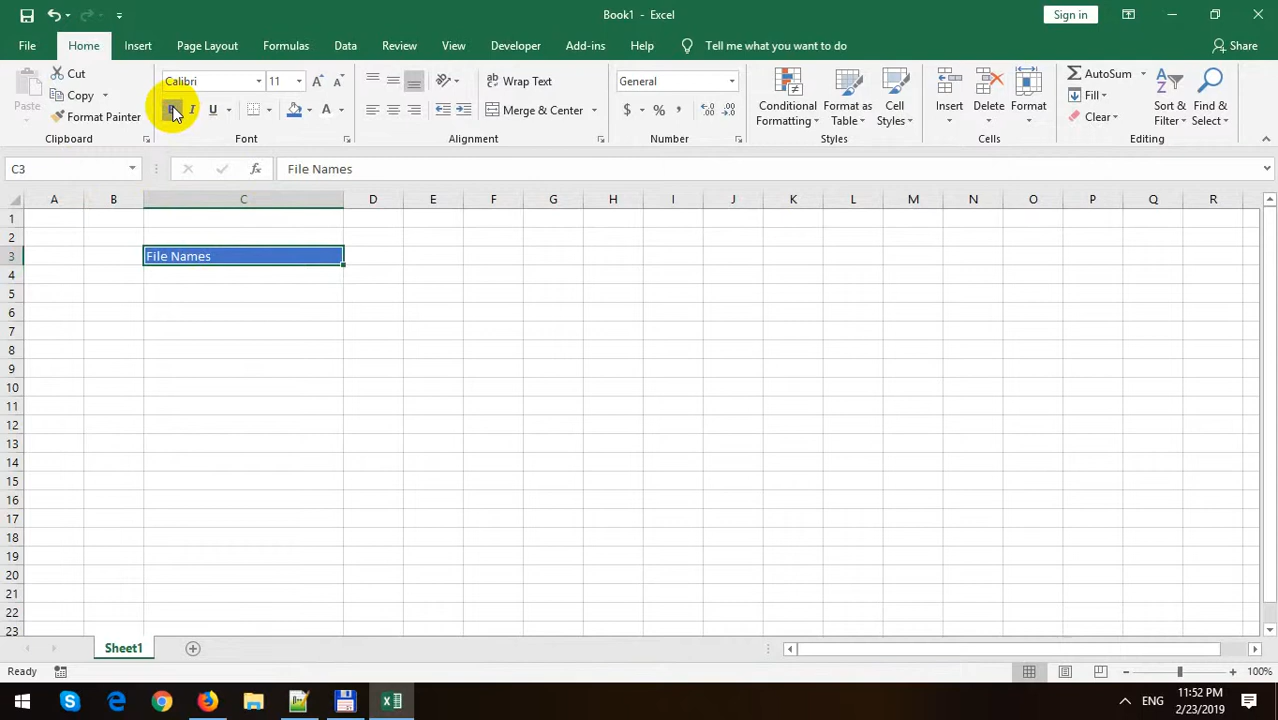 Book1 - Excel
Sign in
File Home Insert Page Layout Formulas Data Review View Developer Add-ins Help Tell me what you want to do Share
Paste
Cut
Copy
Format Painter
Clipboard
Calibri 11
B I U A
Font
Wrap Text
Merge & Center
Alignment
General
$ % ,
Number
Conditional Formatting
Format as Table
Cell Styles
Styles
Insert
Delete
Format
Cells
AutoSum
Fill
Clear
Sort & Filter
Find & Select
Editing
C3 fx File Names
A B C D E F G H I J K L M N O P Q R
1
2
3 File Names
4
5
6
7
8
9
10
11
12
13
14
15
16
17
18
19
20
21
22
23
Sheet1
Ready 100%
ENG 11:52 PM
2/23/2019